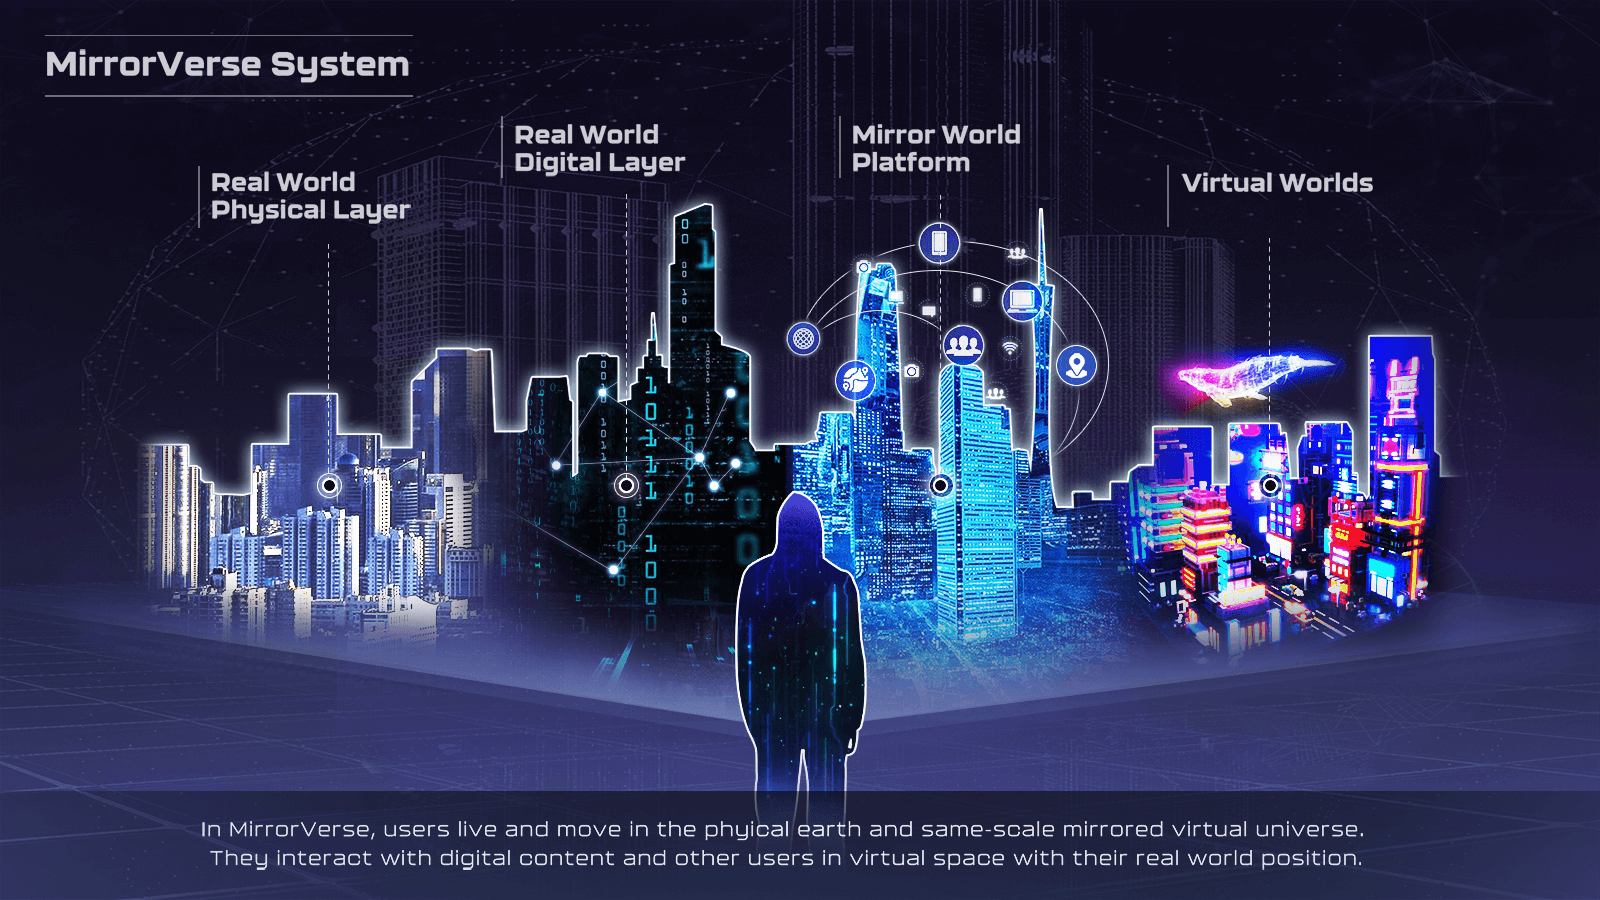 MirrorVerse System
Real World
Physical Layer
Real World
Digital Layer
Mirror World
Platform
Virtual Worlds
In MirrorVerse, users live and move in the phyical earth and same-scale mirrored virtual universe.
They interact with digital content and other users in virtual space with their real world position.